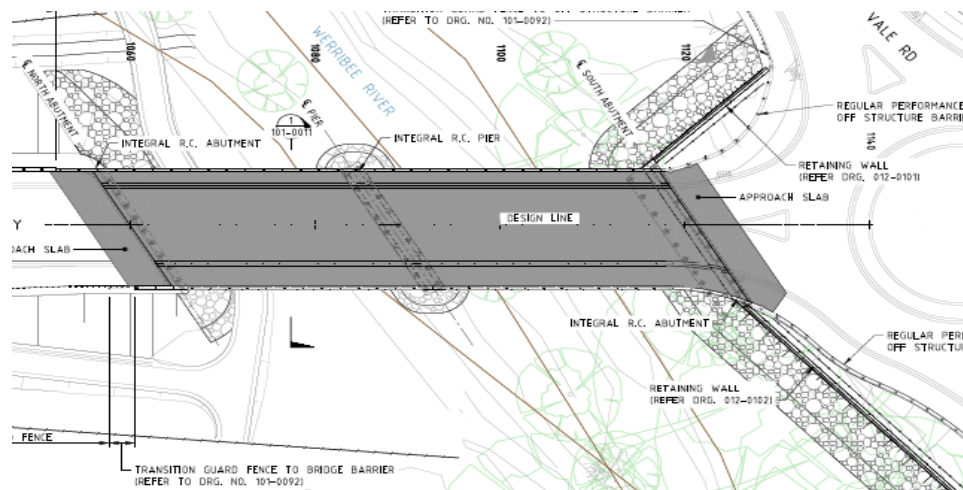 (REFER TO DRG. NO. 101-0092)
VALE RD
1060
1080
1100
1120
1140
WERRIBEE RIVER
℄ NORTH ABUTMENT
℄ PIER
℄ SOUTH ABUTMENT
1
101-0011
INTEGRAL R.C. ABUTMENT
INTEGRAL R.C. PIER
REGULAR PERFORMANCE
OFF STRUCTURE BARRI
RETAINING WALL
(REFER DRG. 012-0101)
APPROACH SLAB
DESIGN LINE
Y
OACH SLAB
INTEGRAL R.C. ABUTMENT
REGULAR PER
OFF STRUCTU
RETAINING WALL
(REFER DRG. 012-0102)
FENCE
TRANSITION GUARD FENCE TO BRIDGE BARRIER
(REFER TO DRG. NO. 101-0092)